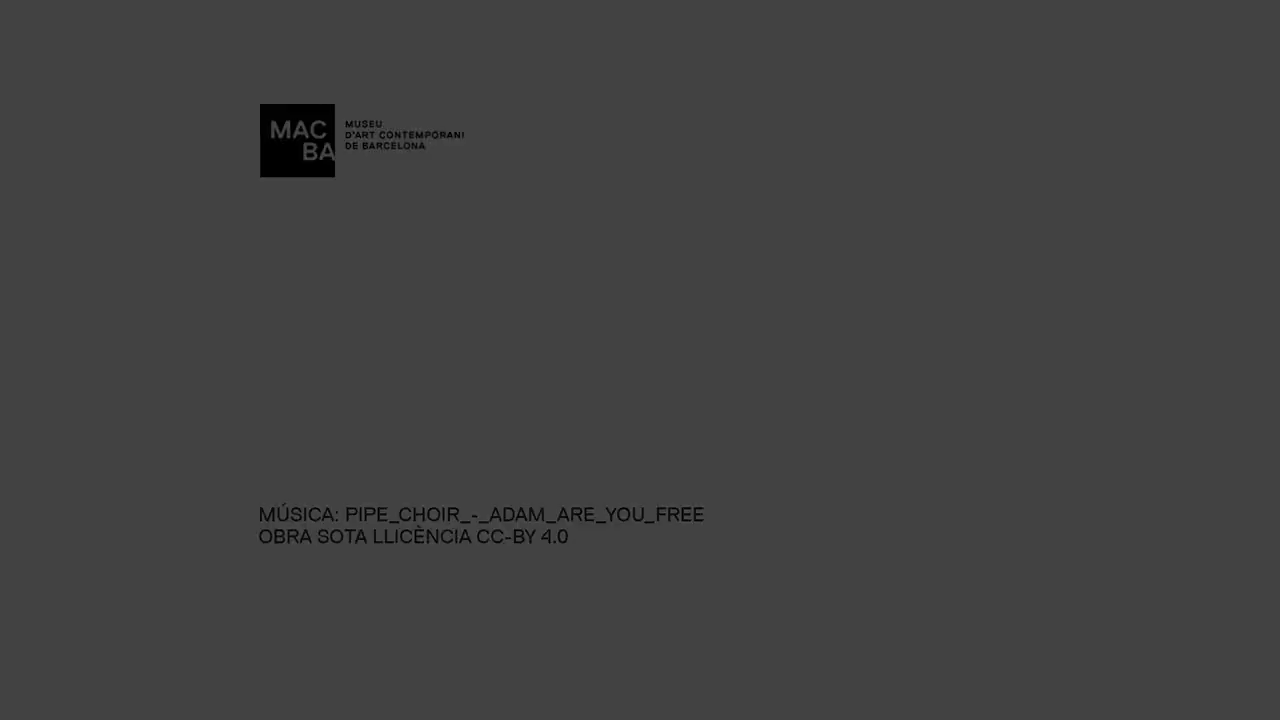 MAC
BA
MUSEU
D'ART CONTEMPORANI
DE BARCELONA
MÚSICA: PIPE_CHOIR_-_ADAM_ARE_YOU_FREE
OBRA SOTA LLICÈNCIA CC-BY 4.0